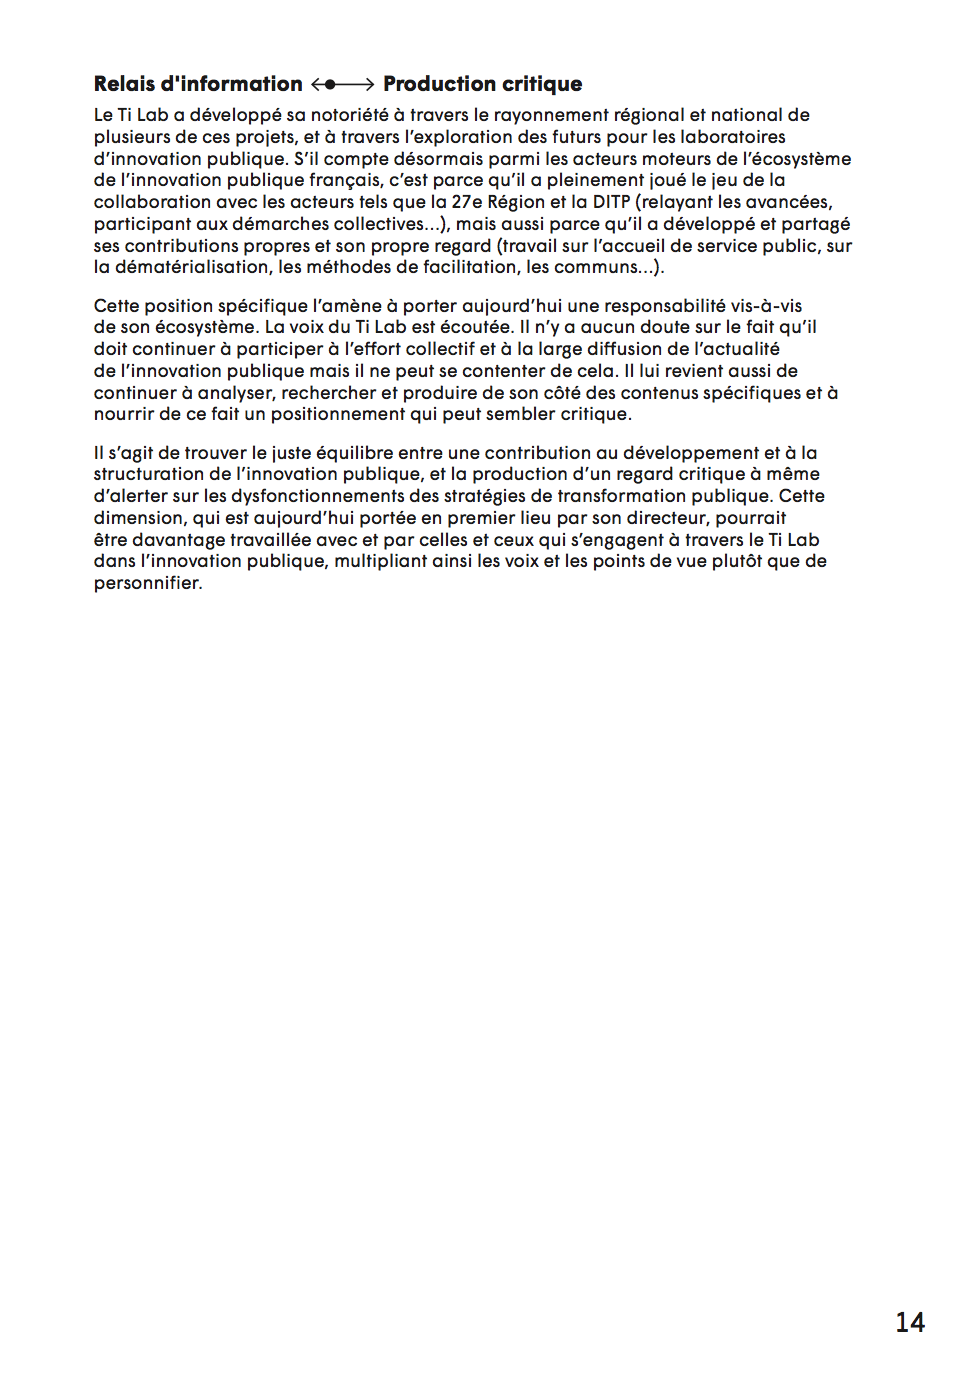 Relais d'information Production critique
Le Ti Lab a développé sa notoriété à travers le rayonnement régional et national de
plusieurs de ces projets, et à travers l’exploration des futurs pour les laboratoires
d’innovation publique. S’il compte désormais parmi les acteurs moteurs de l’écosystème
de l’innovation publique français, c’est parce qu’il a pleinement joué le jeu de la
collaboration avec les acteurs tels que la 27e Région et la DITP (relayant les avancées,
participant aux démarches collectives...), mais aussi parce qu’il a développé et partagé
ses contributions propres et son propre regard (travail sur l’accueil de service public, sur
la dématérialisation, les méthodes de facilitation, les communs...).
Cette position spécifique l’amène à porter aujourd’hui une responsabilité vis-à-vis
de son écosystème. La voix du Ti Lab est écoutée. Il n’y a aucun doute sur le fait qu’il
doit continuer à participer à l’effort collectif et à la large diffusion de l’actualité
de l’innovation publique mais il ne peut se contenter de cela. Il lui revient aussi de
continuer à analyser, rechercher et produire de son côté des contenus spécifiques et à
nourrir de ce fait un positionnement qui peut sembler critique.
Il s’agit de trouver le juste équilibre entre une contribution au développement et à la
structuration de l’innovation publique, et la production d’un regard critique à même
d’alerter sur les dysfonctionnements des stratégies de transformation publique. Cette
dimension, qui est aujourd’hui portée en premier lieu par son directeur, pourrait
être davantage travaillée avec et par celles et ceux qui s’engagent à travers le Ti Lab
dans l’innovation publique, multipliant ainsi les voix et les points de vue plutôt que de
personnifier.
14